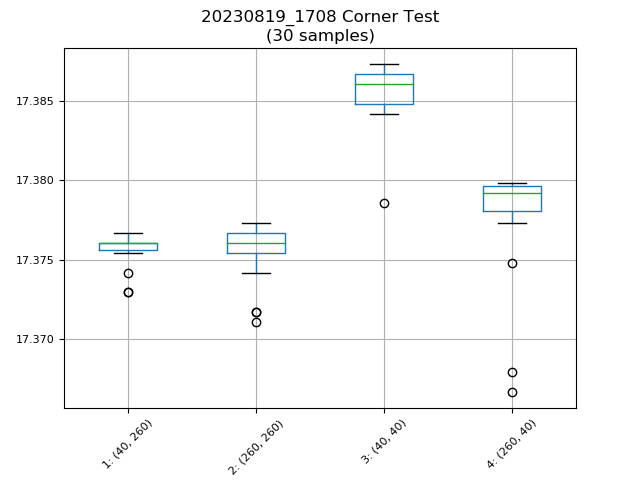 20230819_1708 Corner Test
(30 samples)
17.385
17.380
17.375
17.370
1: (40, 260)
2: (260, 260)
3: (40, 40)
4: (260, 40)